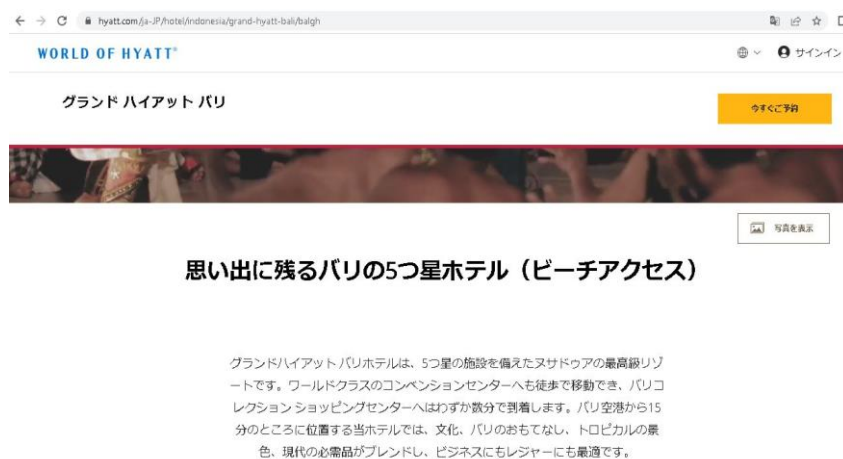 hyatt.com/ja-JP/hotel/indonesia/grand-hyatt-bali/balgh
WORLD OF HYATT®
サインイン
グランド ハイアット バリ
今すぐご予約
写真を表示
思い出に残るバリの5つ星ホテル（ビーチアクセス）
グランドハイアット バリホテルは、5つ星の施設を備えたヌサドゥアの最高級リゾ
ートです。ワールドクラスのコンベンションセンターへも徒歩で移動でき、バリコ
レクション ショッピングセンターへはわずか数分で到着します。バリ空港から15
分のところに位置する当ホテルでは、文化、バリのおもてなし、トロピカルの景
色、現代の必需品がブレンドし、ビジネスにもレジャーにも最適です。